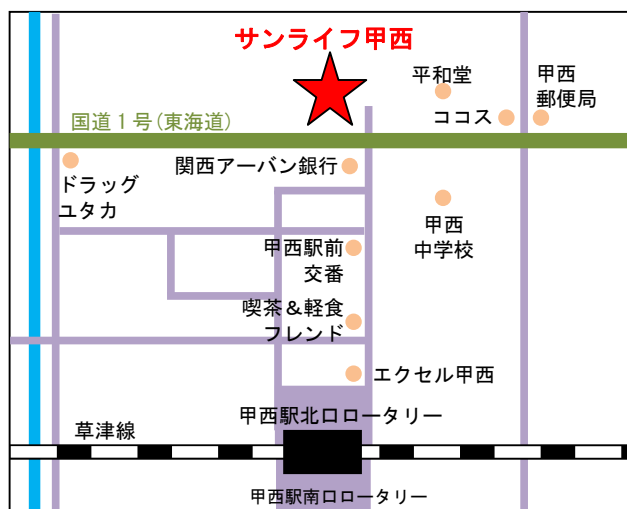 サンライフ甲西
平和堂
甲西
郵便局
ココス
国道１号(東海道)
関西アーバン銀行
ドラッグ
ユタカ
甲西
中学校
甲西駅前
交番
喫茶＆軽食
フレンド
エクセル甲西
甲西駅北口ロータリー
草津線
甲西駅南口ロータリー